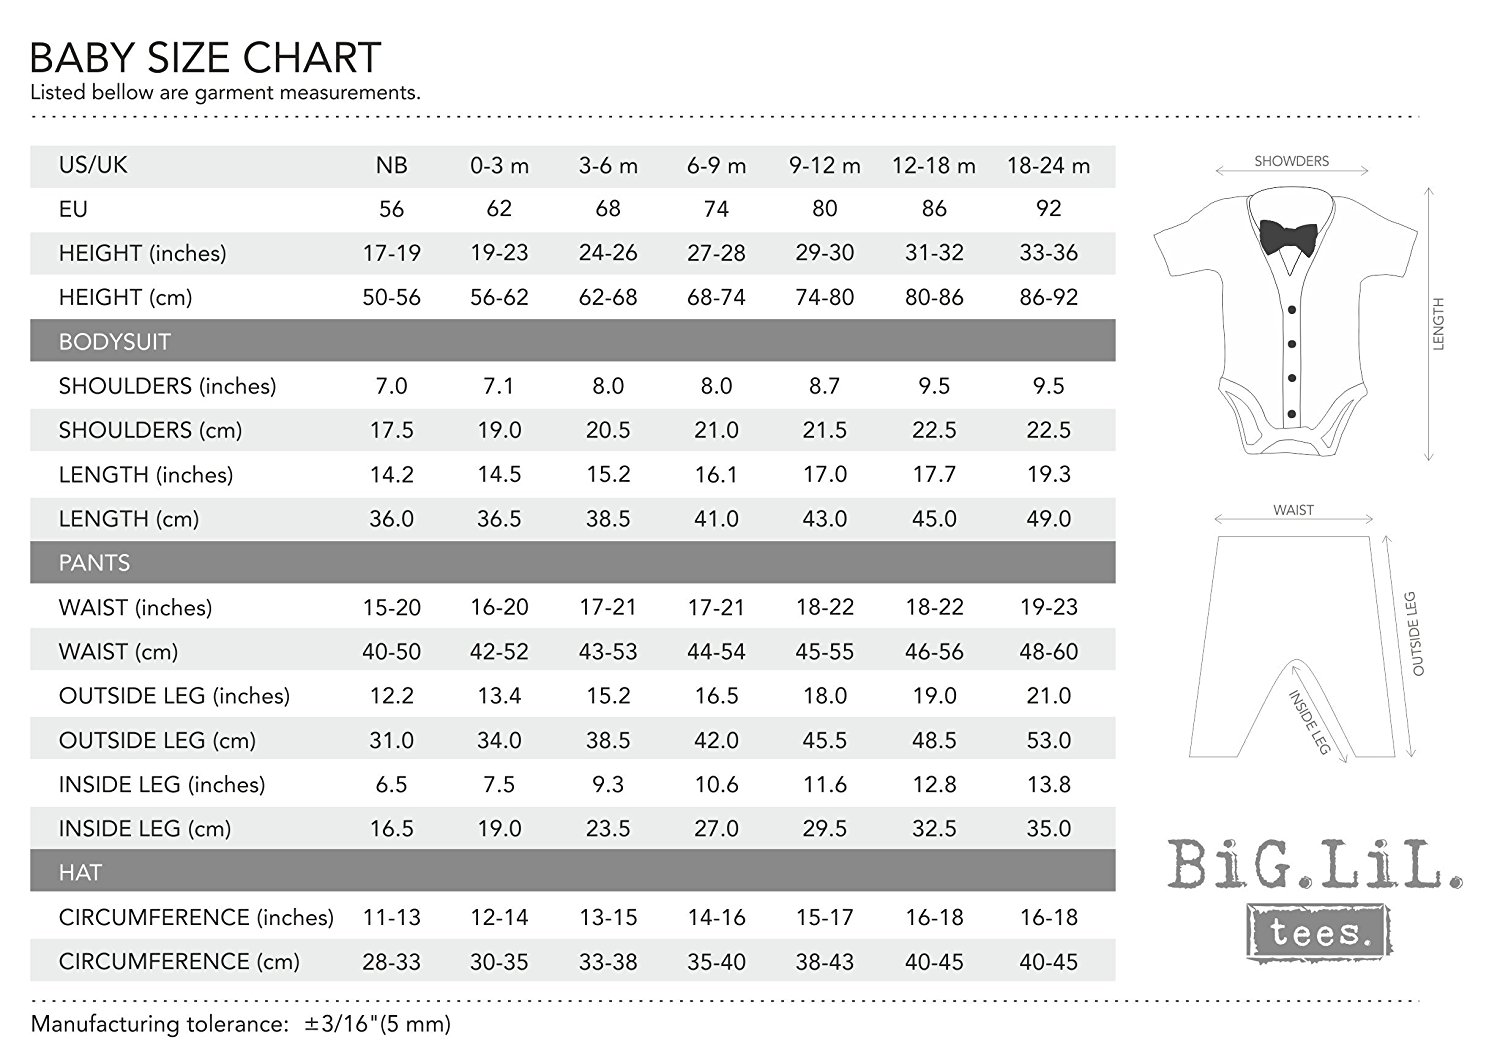 BABY SIZE CHART
Listed bellow are garment measurements.
US/UK NB 0-3 m 3-6 m 6-9 m 9-12 m 12-18 m 18-24 m
EU 56 62 68 74 80 86 92
HEIGHT (inches) 17-19 19-23 24-26 27-28 29-30 31-32 33-36
HEIGHT (cm) 50-56 56-62 62-68 68-74 74-80 80-86 86-92
BODYSUIT
SHOULDERS (inches) 7.0 7.1 8.0 8.0 8.7 9.5 9.5
SHOULDERS (cm) 17.5 19.0 20.5 21.0 21.5 22.5 22.5
LENGTH (inches) 14.2 14.5 15.2 16.1 17.0 17.7 19.3
LENGTH (cm) 36.0 36.5 38.5 41.0 43.0 45.0 49.0
PANTS
WAIST (inches) 15-20 16-20 17-21 17-21 18-22 18-22 19-23
WAIST (cm) 40-50 42-52 43-53 44-54 45-55 46-56 48-60
OUTSIDE LEG (inches) 12.2 13.4 15.2 16.5 18.0 19.0 21.0
OUTSIDE LEG (cm) 31.0 34.0 38.5 42.0 45.5 48.5 53.0
INSIDE LEG (inches) 6.5 7.5 9.3 10.6 11.6 12.8 13.8
INSIDE LEG (cm) 16.5 19.0 23.5 27.0 29.5 32.5 35.0
HAT
CIRCUMFERENCE (inches) 11-13 12-14 13-15 14-16 15-17 16-18 16-18
CIRCUMFERENCE (cm) 28-33 30-35 33-38 35-40 38-43 40-45 40-45
Manufacturing tolerance: ±3/16"(5 mm)
SHOWDERS
LENGTH
WAIST
OUTSIDE LEG
INSIDE LEG
BiG.LiL.
tees.